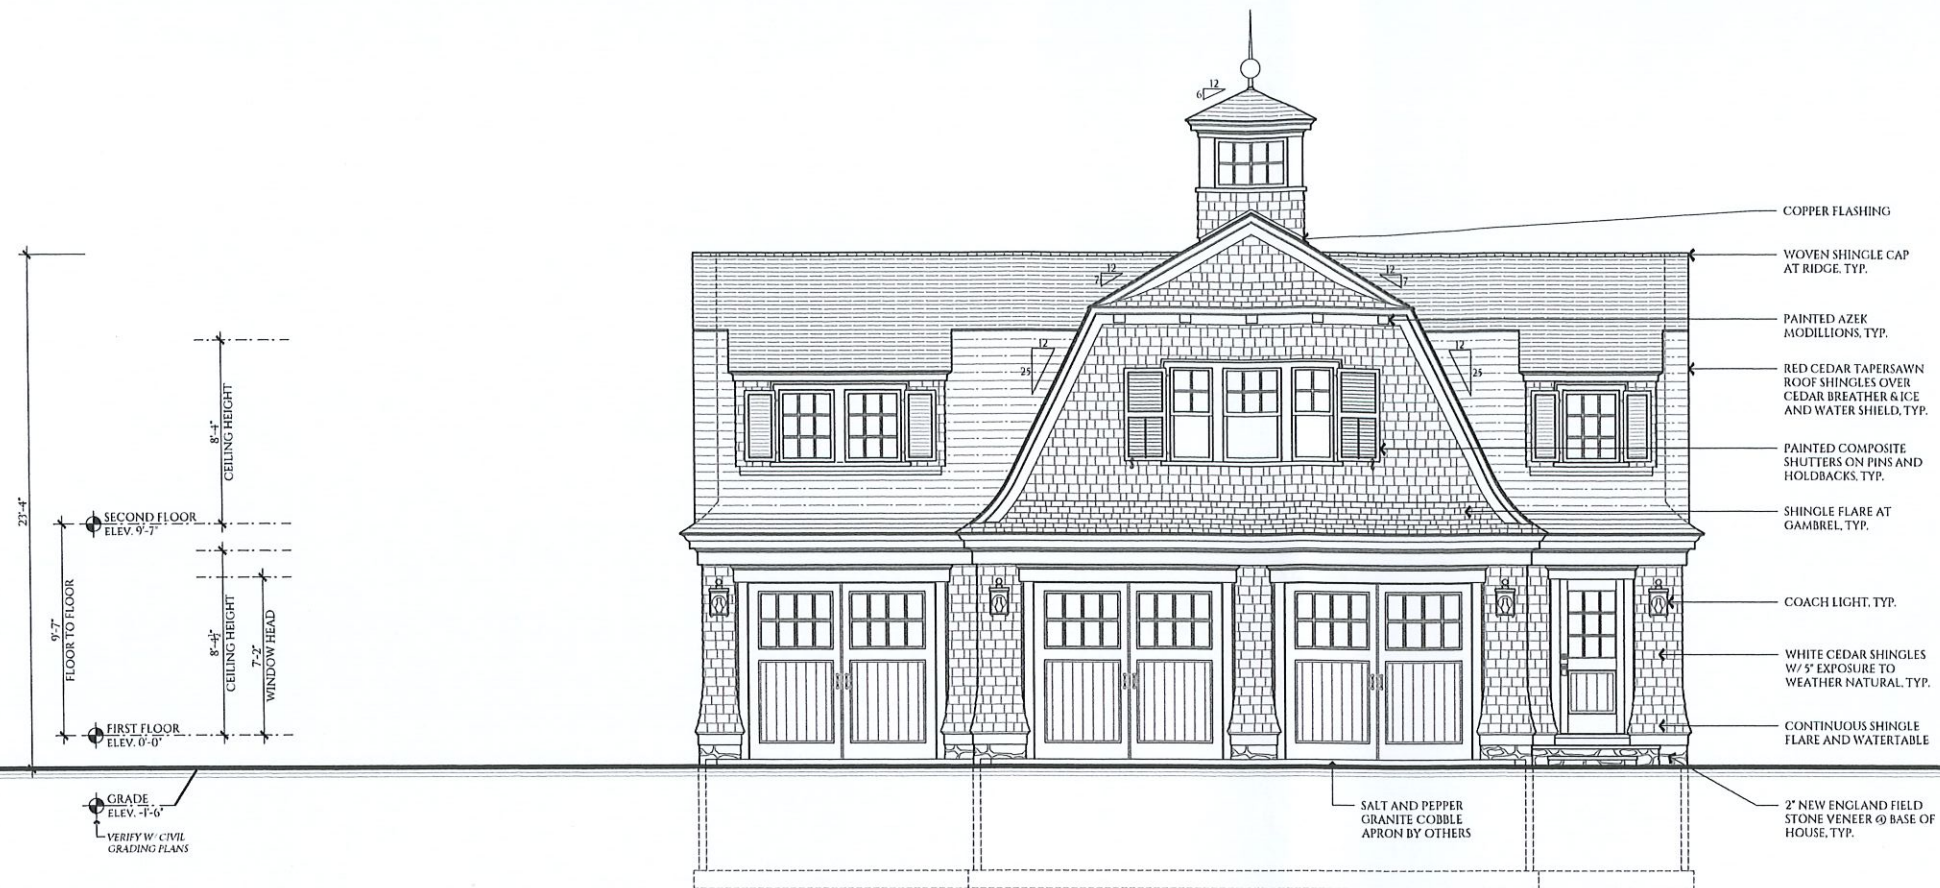 12
6
COPPER FLASHING
WOVEN SHINGLE CAP
AT RIDGE, TYP.
12
7
12
7
PAINTED AZEK
MODILLIONS, TYP.
12
25
12
25
RED CEDAR TAPERSAWN
ROOF SHINGLES OVER
CEDAR BREATHER & ICE
AND WATER SHIELD, TYP.
8'-4"
CEILING HEIGHT
PAINTED COMPOSITE
SHUTTERS ON PINS AND
HOLDBACKS, TYP.
23'-4"
SECOND FLOOR
ELEV. 9'-7"
SHINGLE FLARE AT
GAMBREL, TYP.
9'-7"
FLOOR TO FLOOR
8'-4½"
CEILING HEIGHT
7'-2"
WINDOW HEAD
COACH LIGHT, TYP.
WHITE CEDAR SHINGLES
W/ 5" EXPOSURE TO
WEATHER NATURAL, TYP.
FIRST FLOOR
ELEV. 0'-0"
CONTINUOUS SHINGLE
FLARE AND WATERTABLE
GRADE
ELEV. -1'-6"
VERIFY W/ CIVIL
GRADING PLANS
SALT AND PEPPER
GRANITE COBBLE
APRON BY OTHERS
2" NEW ENGLAND FIELD
STONE VENEER @ BASE OF
HOUSE, TYP.